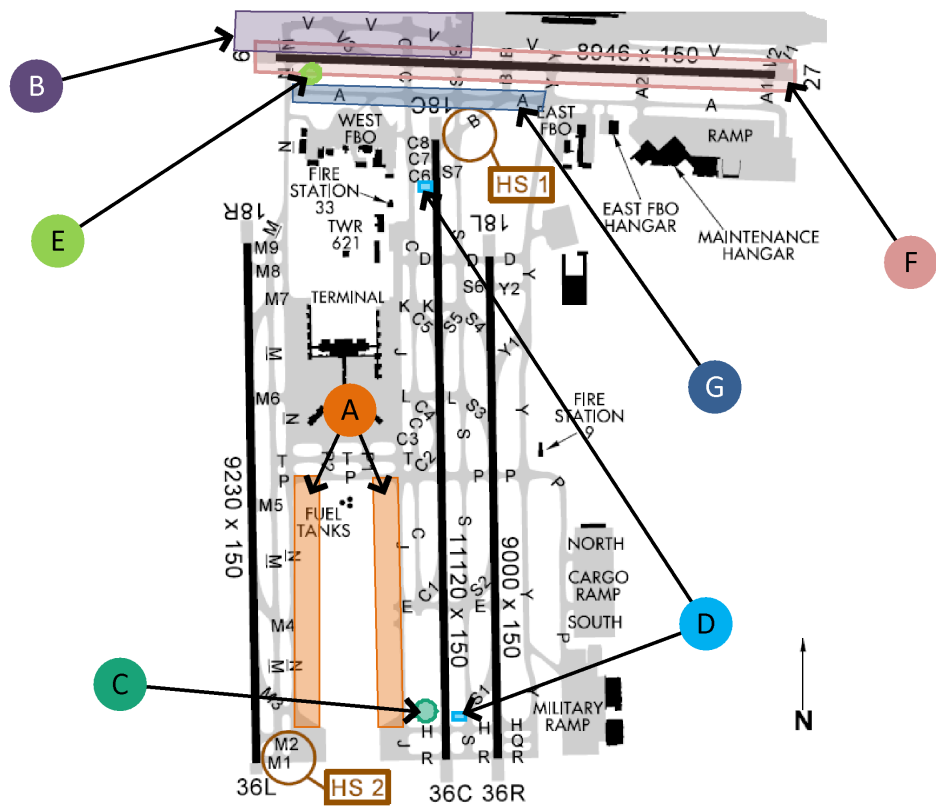 V
V
V
V
V
V
V
8946 x 150
9
27
B
E
N
N
C
S
B
Y
A2
A1
A
A
A
18C
B
HS 1
WEST
FBO
EAST
FBO
RAMP
C8
C7
C6
S7
N
FIRE
STATION
33
TWR
621
EAST FBO
HANGAR
MAINTENANCE
HANGAR
F
18R
18L
M
M9
M8
M7
C
D
S
D
D
S6
Y2
Y
TERMINAL
K
K
C5
S5
S4
M
J
Y1
G
A
M6
N
L
C4
C
C3
L
S3
S
Y
FIRE
STATION
9
T
P3
T
P1
T
C2
P
P
P
P
P
9230 x 150
M5
FUEL
TANKS
C
S
11120 x 150
9000 x 150
NORTH
CARGO
RAMP
SOUTH
M
N
J
E
C1
S2
E
Y
M4
D
P
C
M
N
M3
S1
Y
MILITARY
RAMP
N
H
H
H
J
S
Q
R
R
R
M2
M1
HS 2
36L
36C
36R